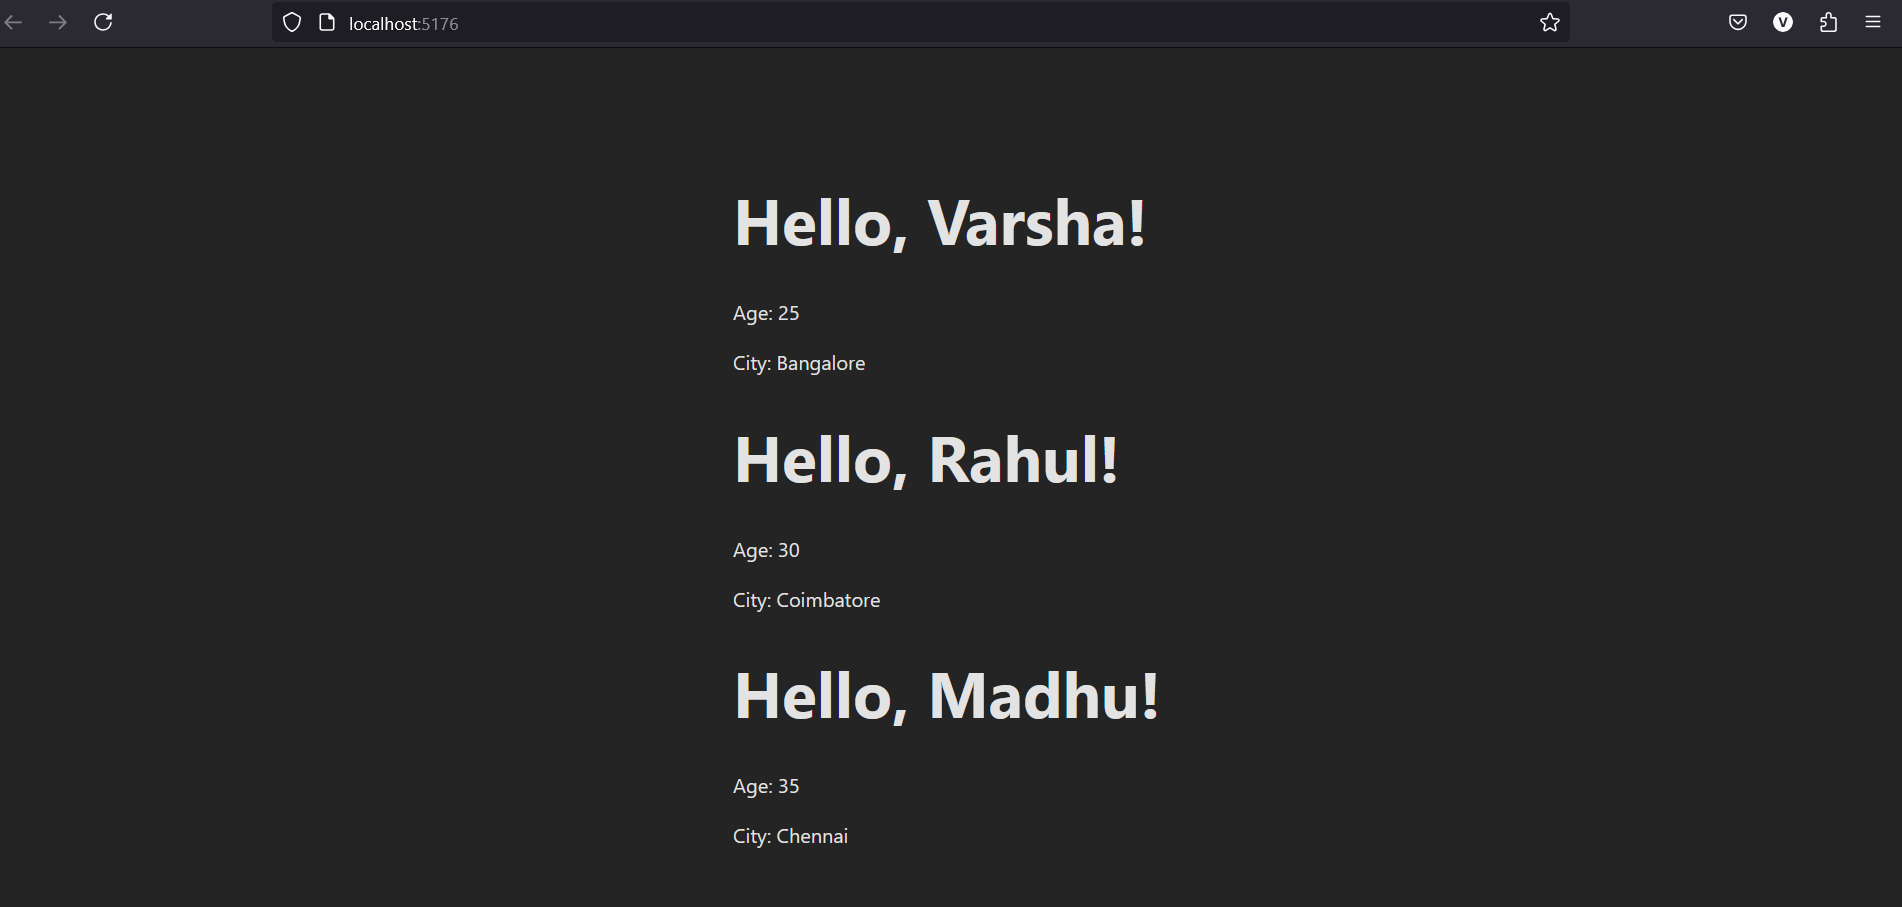 localhost:5176
V
Hello, Varsha!
Age: 25
City: Bangalore
Hello, Rahul!
Age: 30
City: Coimbatore
Hello, Madhu!
Age: 35
City: Chennai